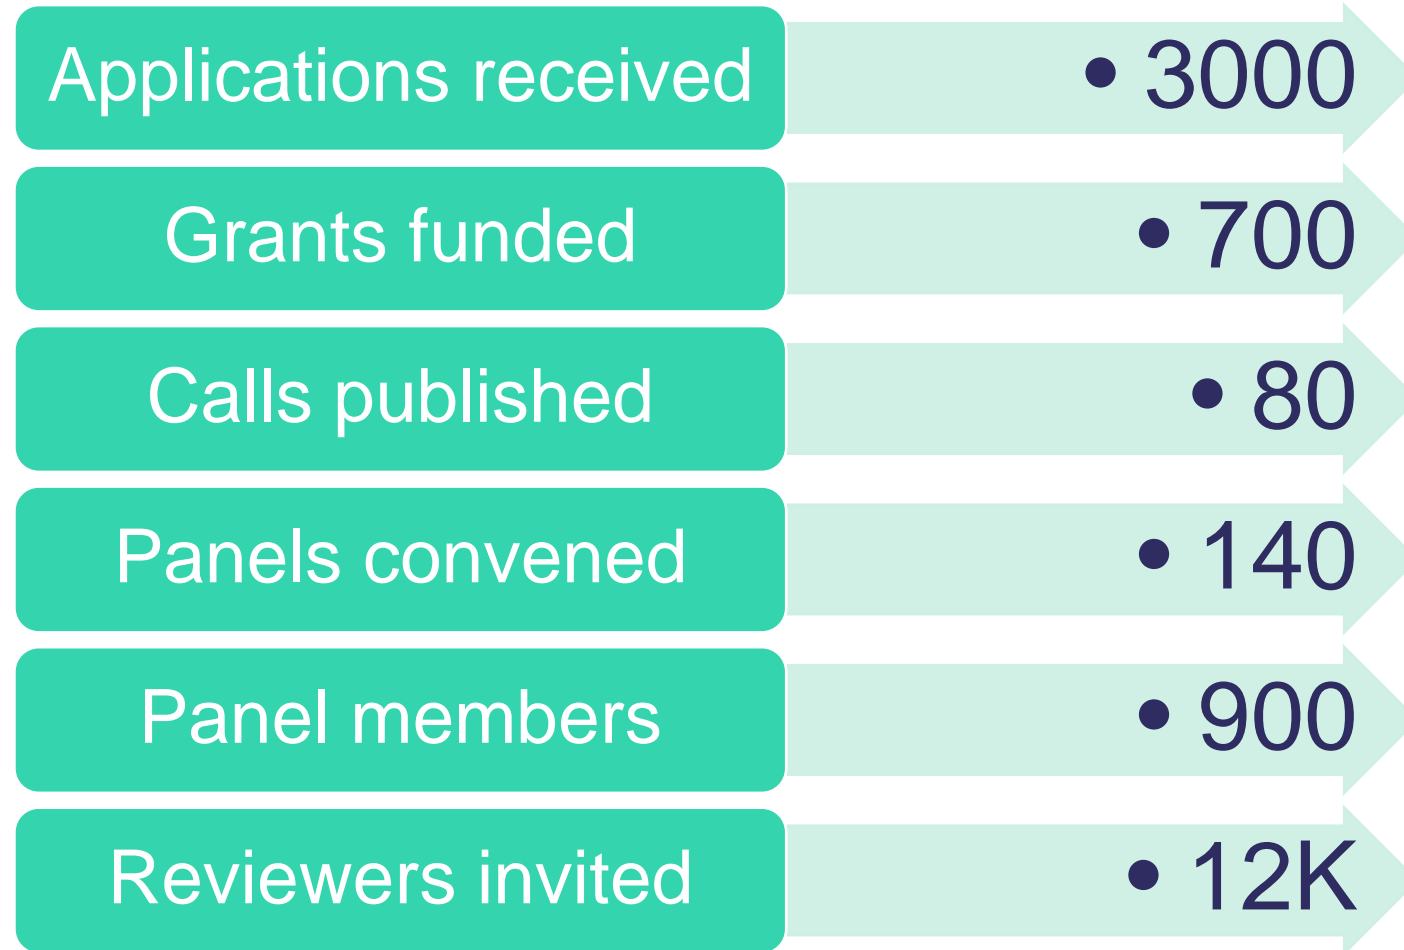 Applications received
• 3000
Grants funded
• 700
Calls published
• 80
Panels convened
• 140
Panel members
• 900
Reviewers invited
• 12K